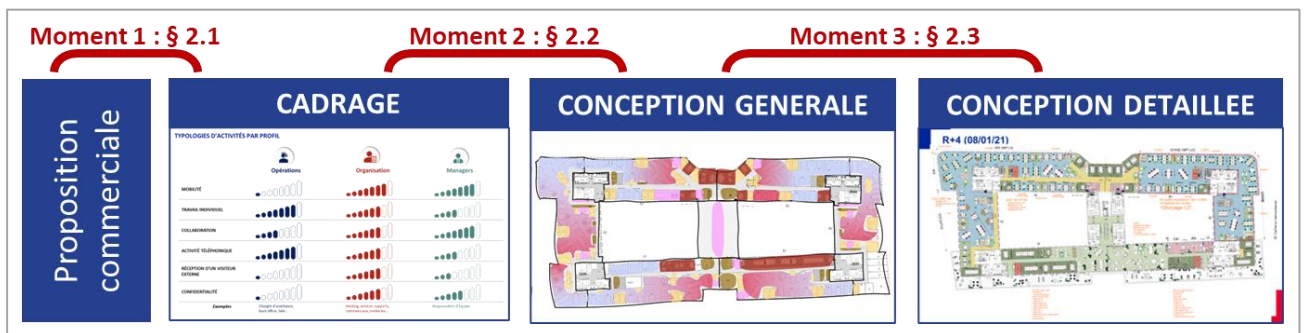 Moment 1 : § 2.1
Moment 2 : § 2.2
Moment 3 : § 2.3
Proposition
commerciale
CADRAGE
TYPOLOGIES D'ACTIVITÉS PAR PROFIL
Opérations
Organisation
Managers
MOBILITÉ
TRAVAIL INDIVIDUEL
COLLABORATION
ACTIVITÉ TÉLÉPHONIQUE
RÉCEPTION D'UN VISITEUR
EXTERNE
CONFIDENTIALITÉ
Exemples
CONCEPTION GENERALE
CONCEPTION DETAILLEE
R+4 (08/01/21)